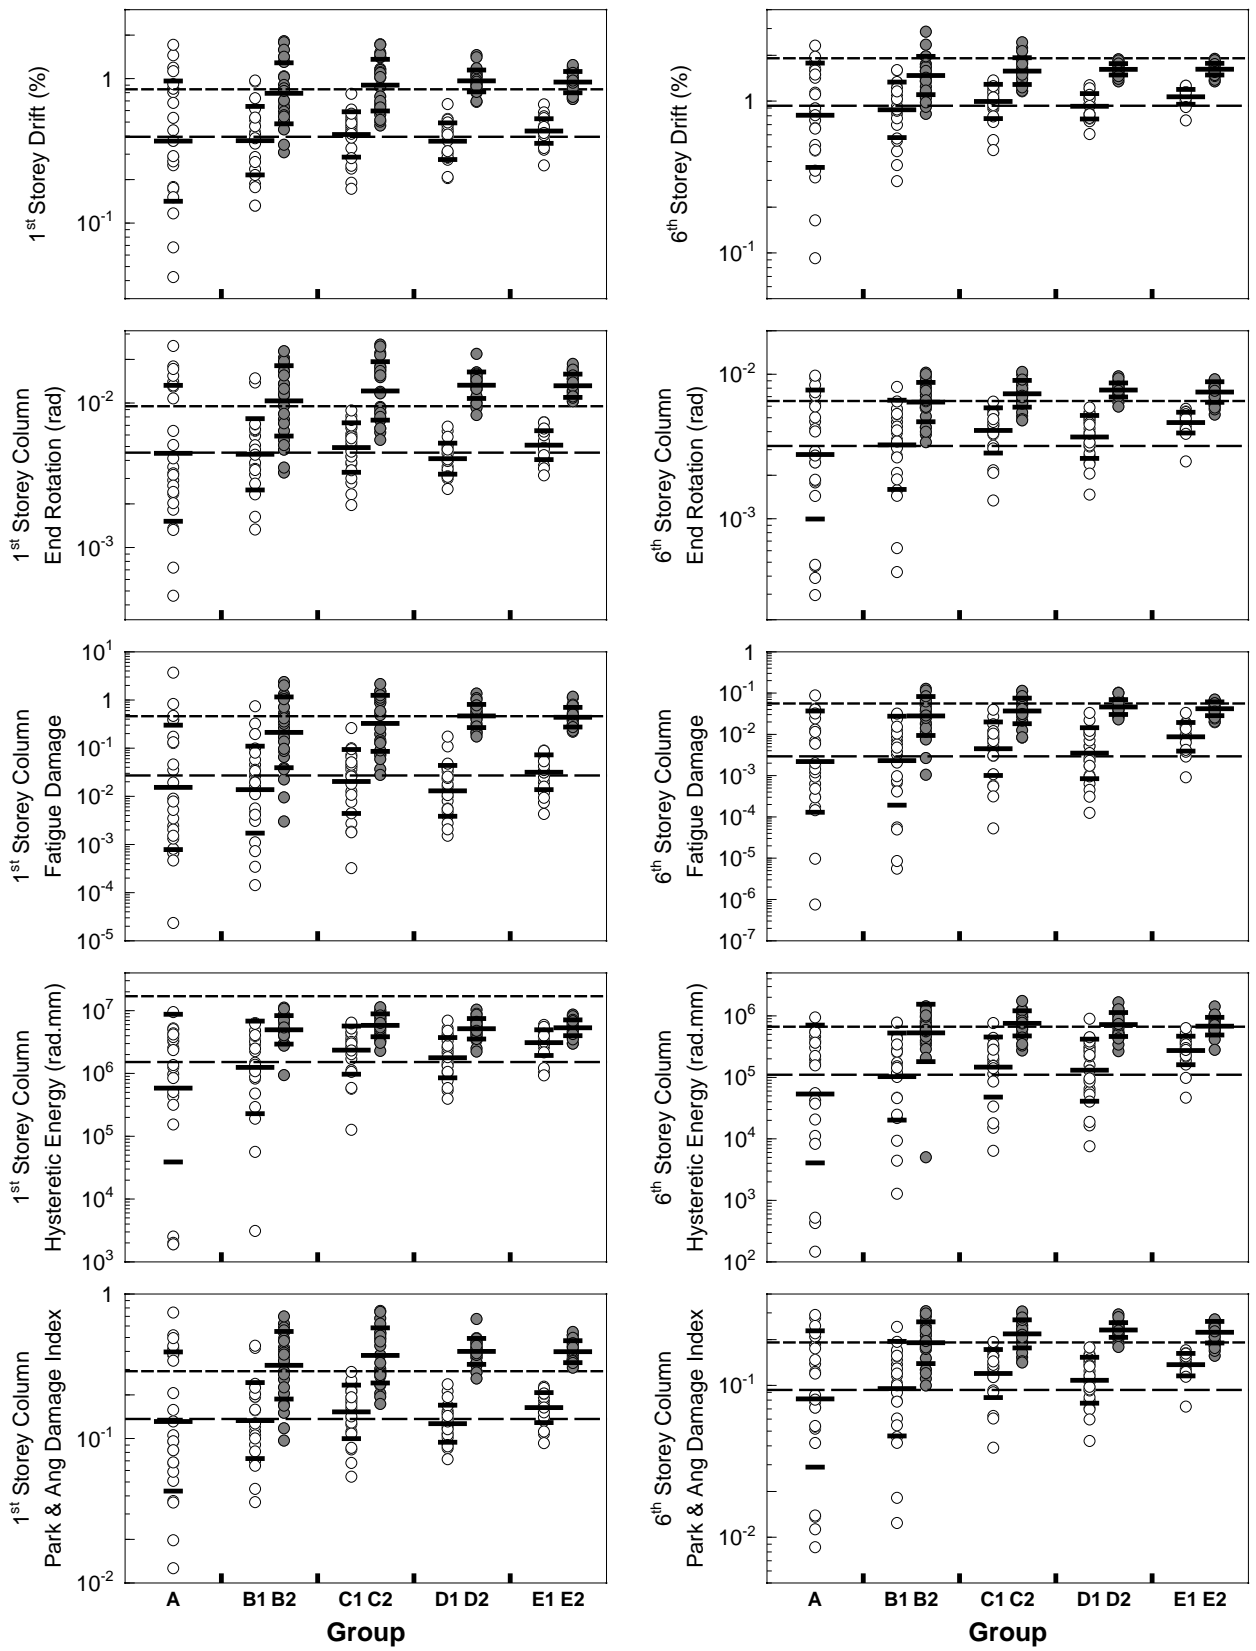 1st Storey Drift (%)
1
10-1
6th Storey Drift (%)
1
10-1
1st Storey Column
End Rotation (rad)
10-2
10-3
6th Storey Column
End Rotation (rad)
10-2
10-3
1st Storey Column
Fatigue Damage
101
1
10-1
10-2
10-3
10-4
10-5
6th Storey Column
Fatigue Damage
1
10-1
10-2
10-3
10-4
10-5
10-6
10-7
1st Storey Column
Hysteretic Energy (rad.mm)
107
106
105
104
103
6th Storey Column
Hysteretic Energy (rad.mm)
106
105
104
103
102
1st Storey Column
Park & Ang Damage Index
1
10-1
10-2
6th Storey Column
Park & Ang Damage Index
10-1
10-2
A B1 B2 C1 C2 D1 D2 E1 E2
Group
A B1 B2 C1 C2 D1 D2 E1 E2
Group